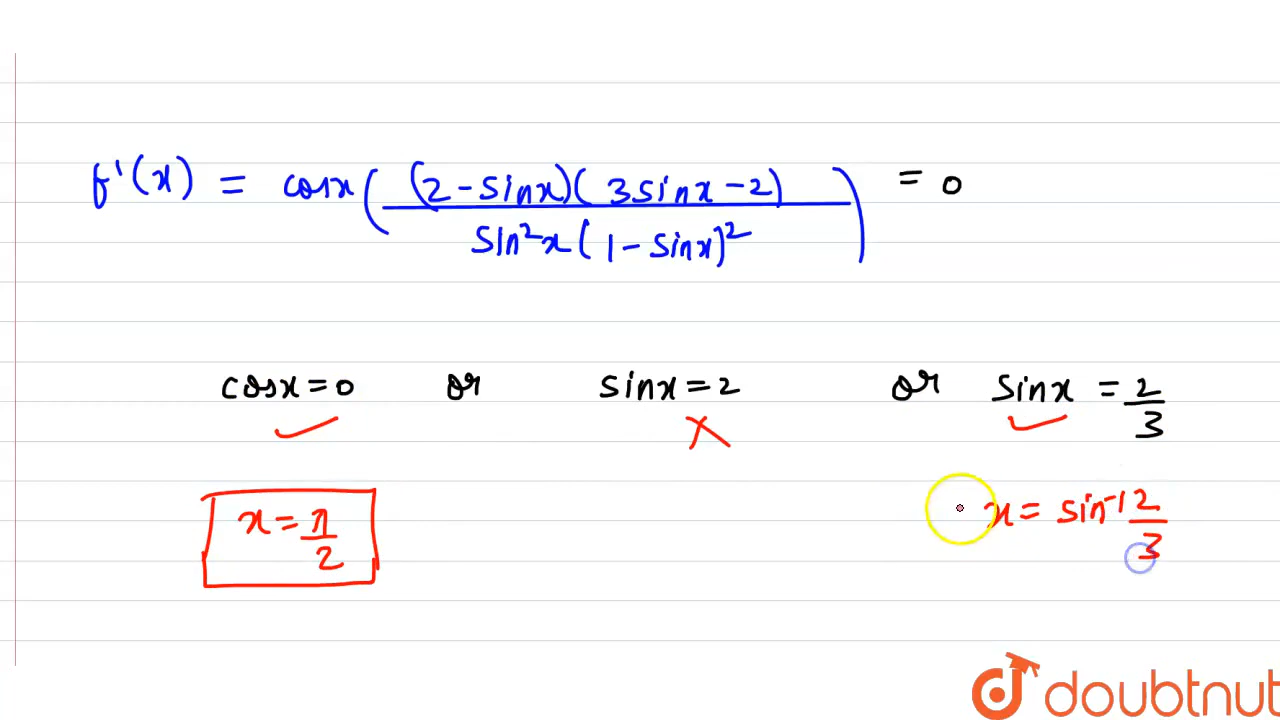 f'(x) = cosx( (2-sinx)(3sinx-2) / sin²x(1-sinx)² ) = 0
cosx=0 or sinx=2 or sinx = 2/3
x=π/2 x= sin⁻¹ 2/3
doubtnut